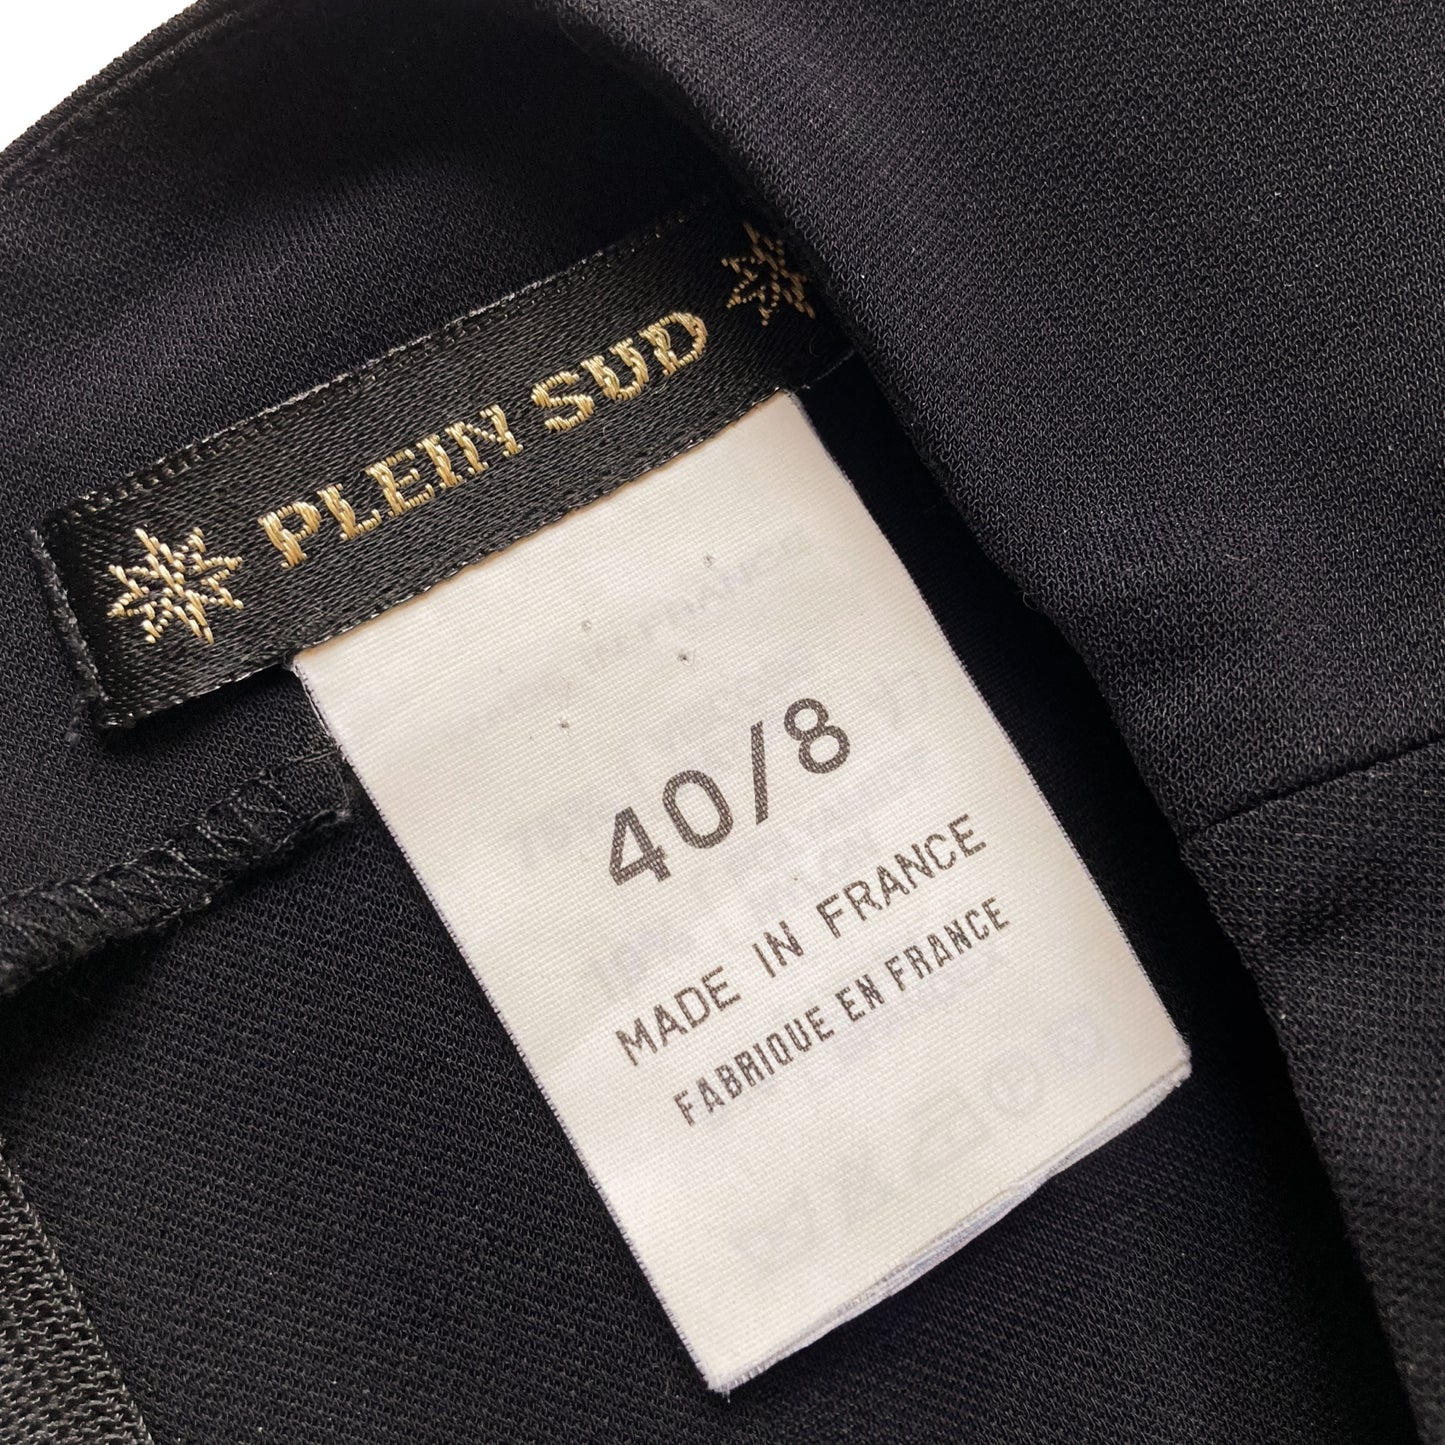 PLEIN SUD
40/8
MADE IN FRANCE
FABRIQUE EN FRANCE